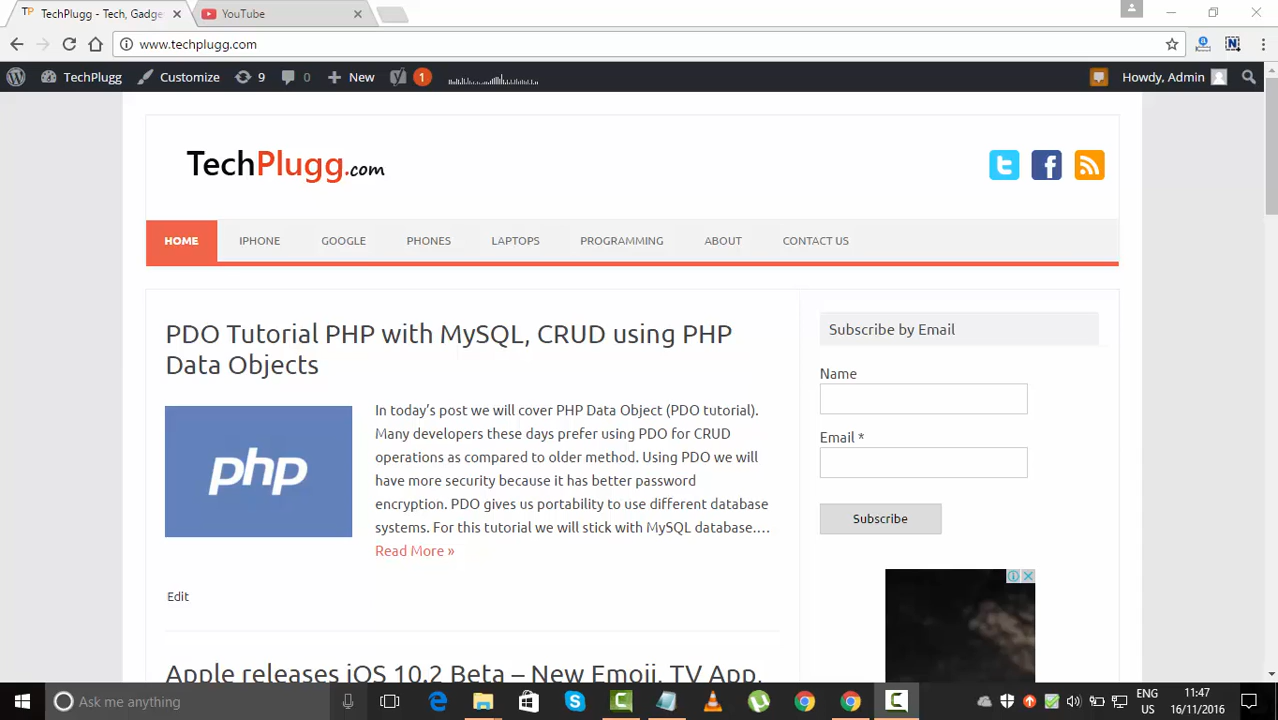 TechPlugg - Tech, Gadge
YouTube
www.techplugg.com
TechPlugg
Customize
9
0
New
1
Howdy, Admin
TechPlugg.com
HOME
IPHONE
GOOGLE
PHONES
LAPTOPS
PROGRAMMING
ABOUT
CONTACT US
PDO Tutorial PHP with MySQL, CRUD using PHP
Data Objects
php
In today's post we will cover PHP Data Object (PDO tutorial).
Many developers these days prefer using PDO for CRUD
operations as compared to older method. Using PDO we will
have more security because it has better password
encryption. PDO gives us portability to use different database
systems. For this tutorial we will stick with MySQL database.…
Read More »
Edit
Apple releases iOS 10.2 Beta – New Emoji, TV App,
Subscribe by Email
Name
Email *
Subscribe
Ask me anything
ENG
US
11:47
16/11/2016